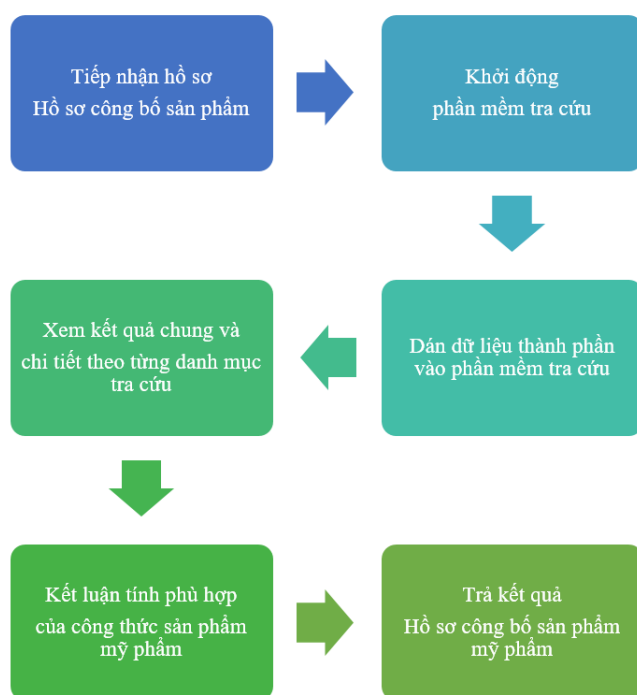 Tiếp nhận hồ sơ
Hồ sơ công bố sản phẩm
Khởi động
phần mềm tra cứu
Dán dữ liệu thành phần
vào phần mềm tra cứu
Xem kết quả chung và
chi tiết theo từng danh mục
tra cứu
Kết luận tính phù hợp
của công thức sản phẩm
mỹ phẩm
Trả kết quả
Hồ sơ công bố sản phẩm
mỹ phẩm